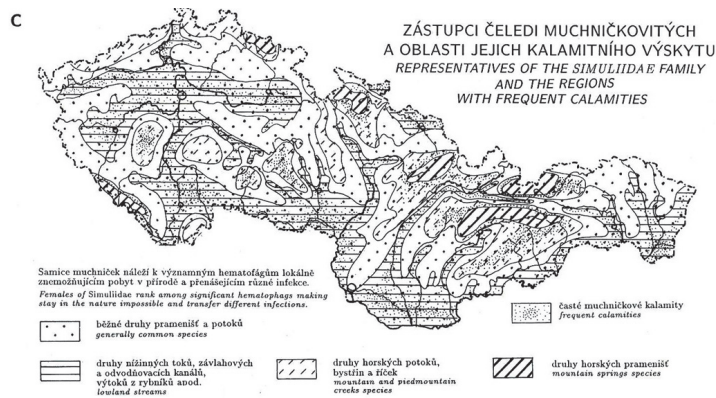 C
ZÁSTUPCI ČELEDI MUCHNIČKOVITÝCH
A OBLASTI JEJICH KALAMITNÍHO VÝSKYTU
REPRESENTATIVES OF THE SIMULIIDAE FAMILY
AND THE REGIONS
WITH FREQUENT CALAMITIES
Samice muchniček náleží k významným hematofágům lokálně
znemožňujícím pobyt v přírodě a přenášejícím různé infekce.
Females of Simuliidae rank among significant hematophags making
stay in the nature impossible and transfer different infections.
časté muchničkové kalamity
frequent calamities
běžné druhy pramenišť a potoků
generally common species
druhy nížinných toků, závlahových
a odvodňovacích kanálů,
výtoků z rybníků apod.
lowland streams
druhy horských potoků,
bystřin a říček
mountain and piedmountain
creeks species
druhy horských pramenišť
mountain springs species